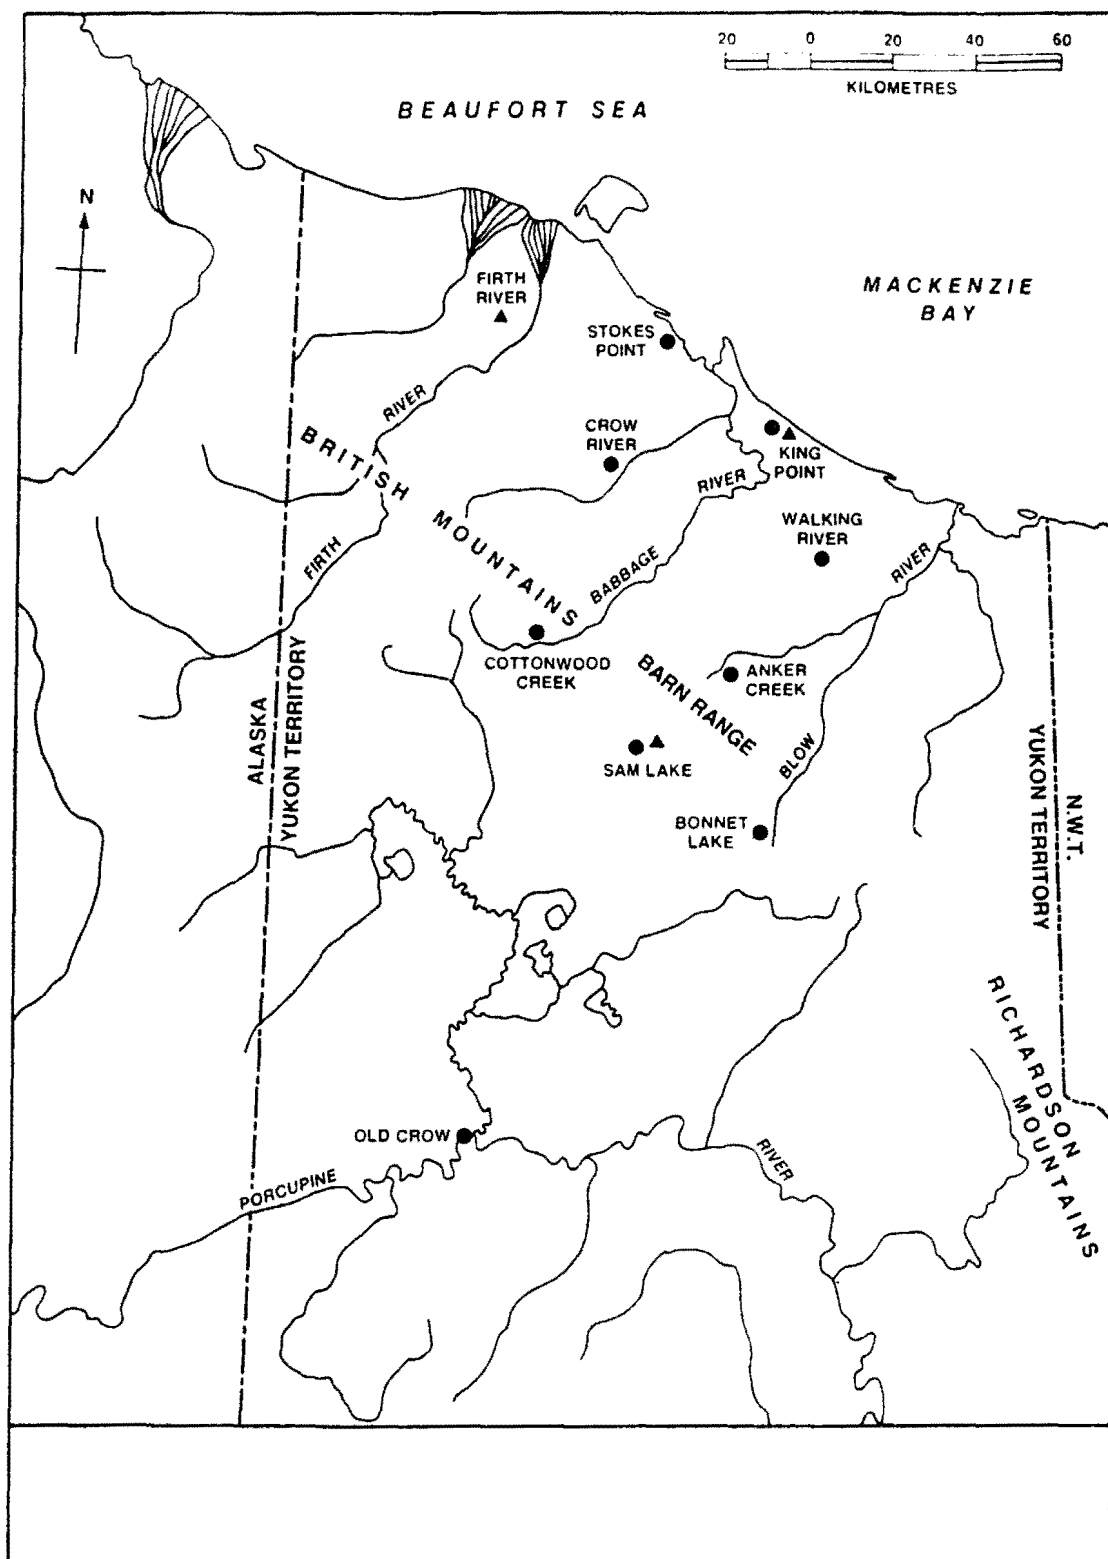 20 0 20 40 60
KILOMETRES
BEAUFORT SEA
N
FIRTH
RIVER
MACKENZIE
BAY
STOKES
POINT
RIVER
CROW
RIVER
KING
POINT
BRITISH MOUNTAINS
RIVER
WALKING
RIVER
FIRTH
BABBAGE
RIVER
COTTONWOOD
CREEK
BARN RANGE
ANKER
CREEK
ALASKA
YUKON TERRITORY
SAM LAKE
BLOW
YUKON TERRITORY
N.W.T.
BONNET
LAKE
RICHARDSON
MOUNTAINS
OLD CROW
PORCUPINE
RIVER